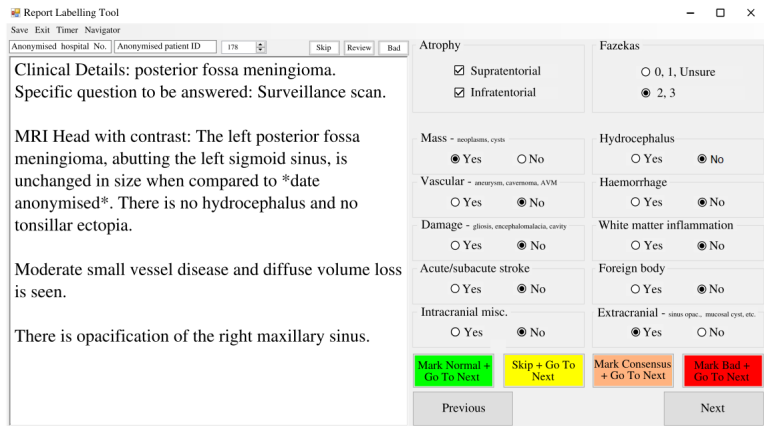 Report Labelling Tool
Save Exit Timer Navigator
Anonymised hospital No. Anonymised patient ID 178 Skip Review Bad
Clinical Details: posterior fossa meningioma.
Specific question to be answered: Surveillance scan.
MRI Head with contrast: The left posterior fossa
meningioma, abutting the left sigmoid sinus, is
unchanged in size when compared to *date
anonymised*. There is no hydrocephalus and no
tonsillar ectopia.
Moderate small vessel disease and diffuse volume loss
is seen.
There is opacification of the right maxillary sinus.
Atrophy
Supratentorial
Infratentorial
Fazekas
0, 1, Unsure
2, 3
Mass - neoplasms, cysts
Yes No
Hydrocephalus
Yes No
Vascular - aneurysm, cavernoma, AVM
Yes No
Haemorrhage
Yes No
Damage - gliosis, encephalomalacia, cavity
Yes No
White matter inflammation
Yes No
Acute/subacute stroke
Yes No
Foreign body
Yes No
Intracranial misc.
Yes No
Extracranial - sinus opac., mucosal cyst, etc.
Yes No
Mark Normal +
Go To Next
Skip + Go To
Next
Mark Consensus
+ Go To Next
Mark Bad +
Go To Next
Previous
Next